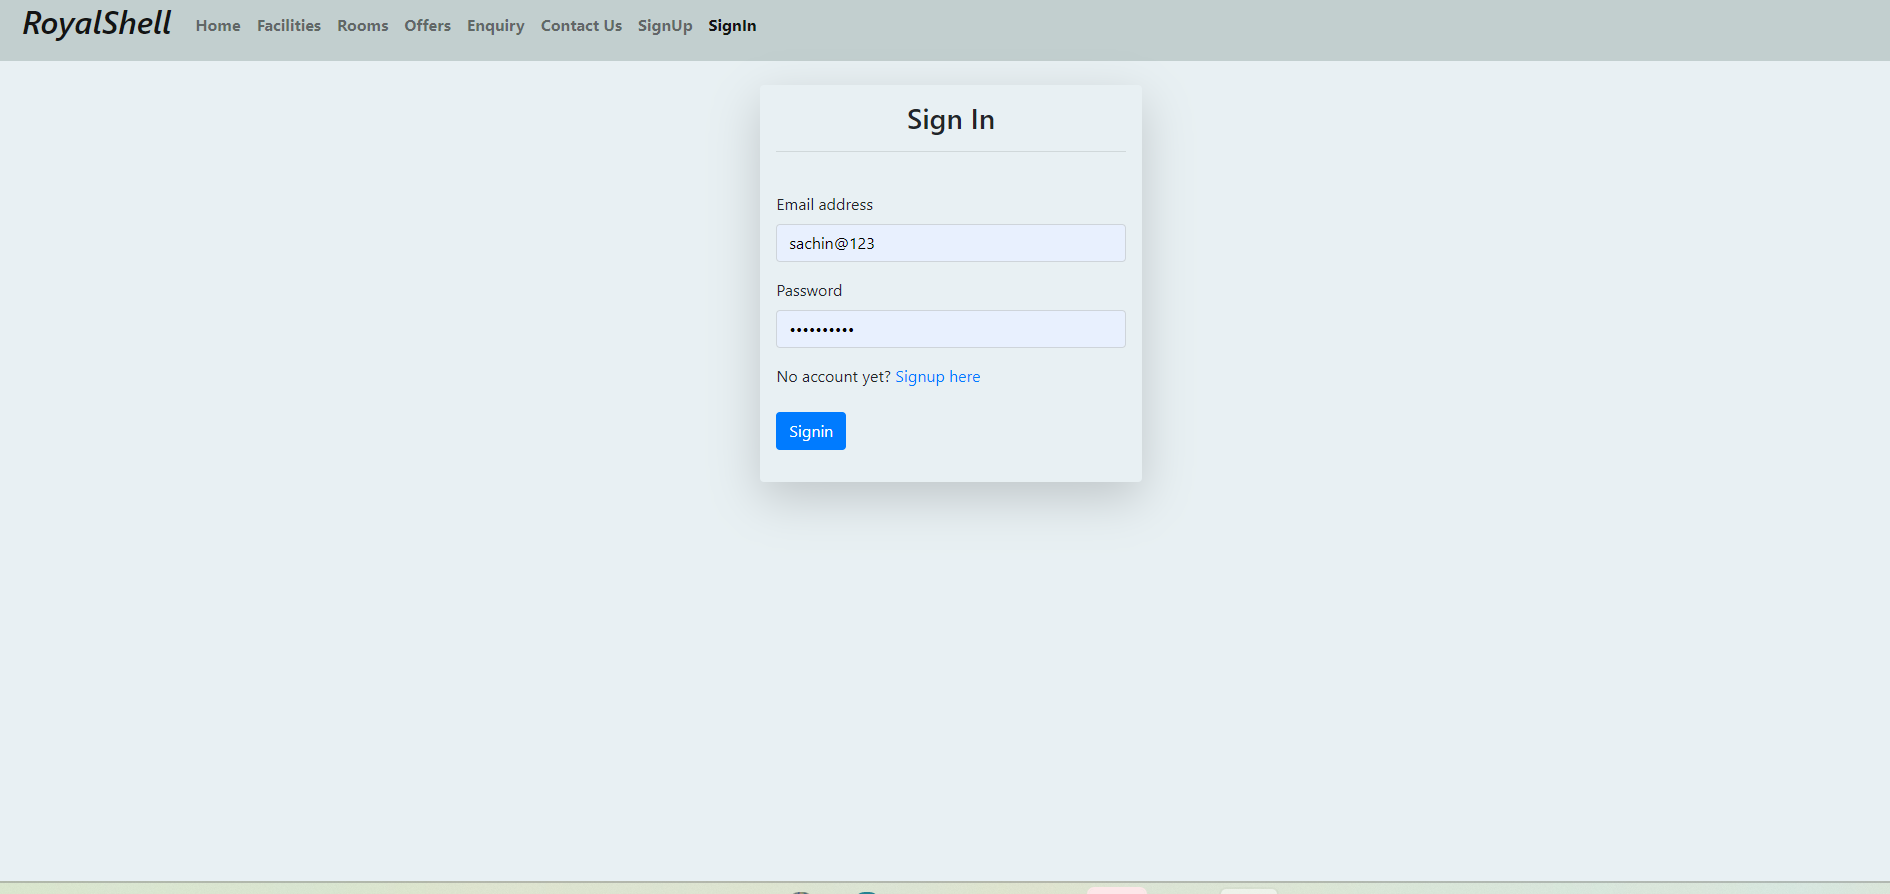 RoyalShell Home Facilities Rooms Offers Enquiry Contact Us SignUp SignIn
Sign In
Email address
sachin@123
Password
••••••••••
No account yet? Signup here
Signin